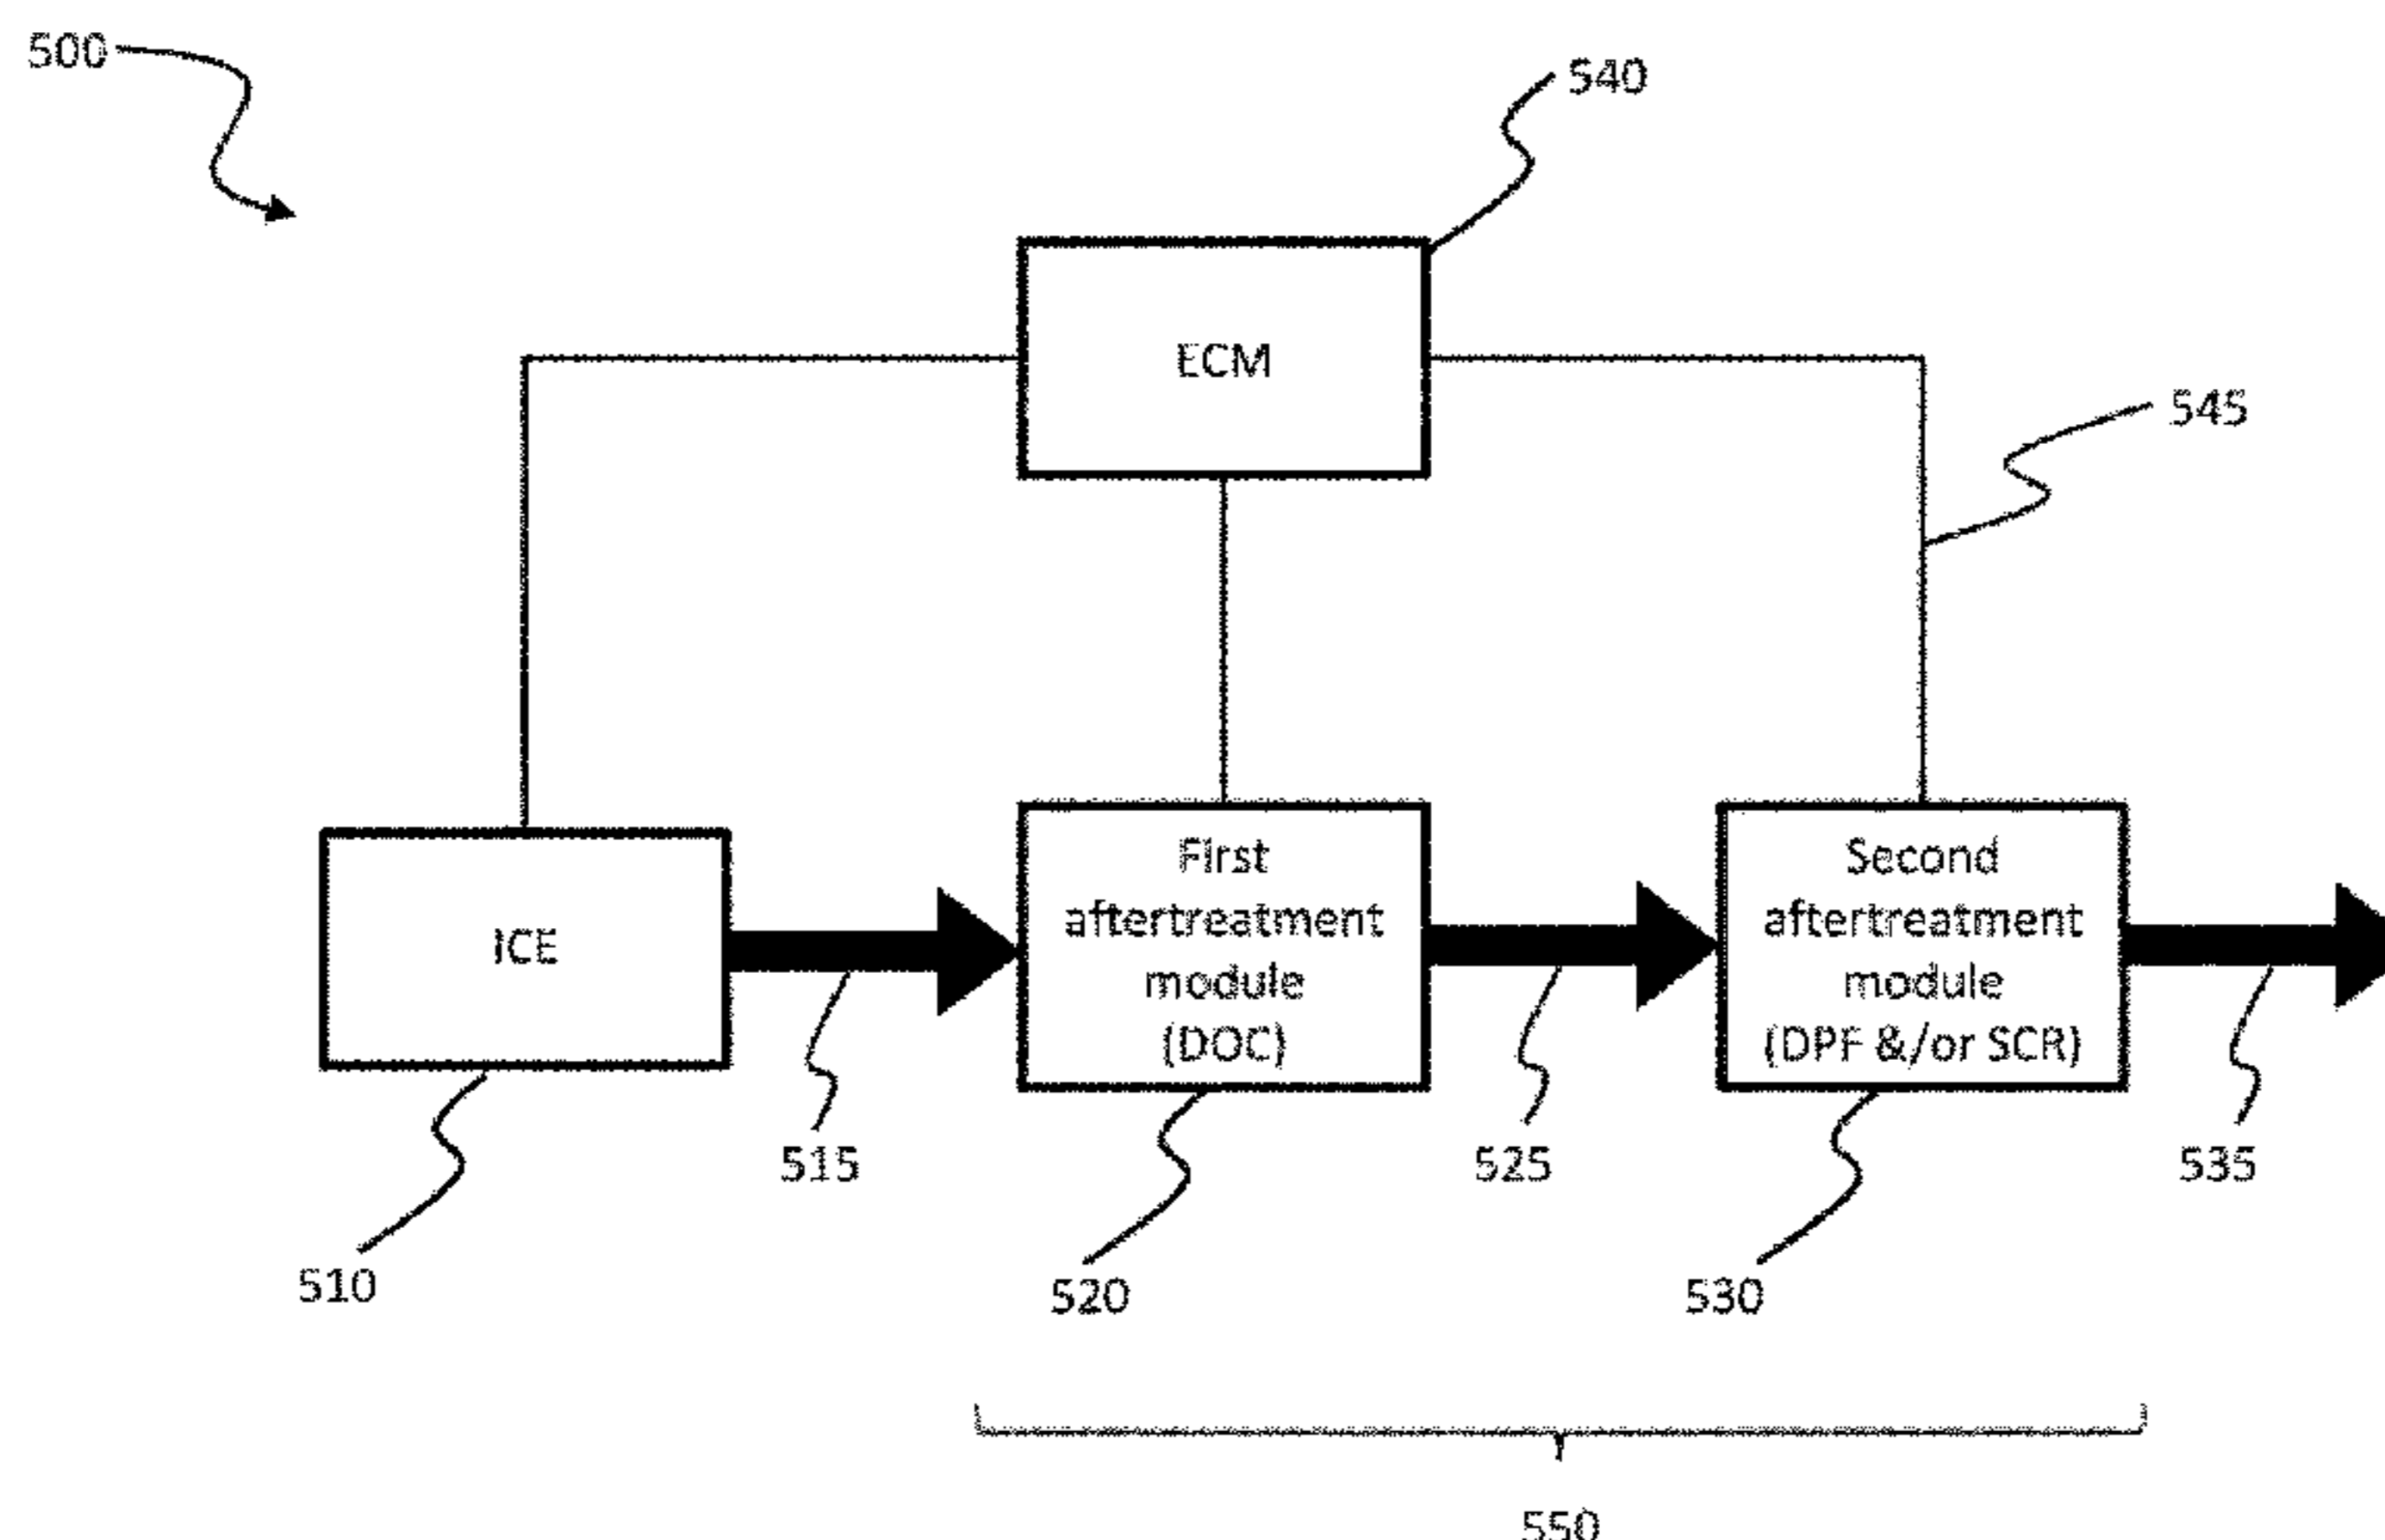 500
540
ECM
545
ICE
First
aftertreatment
module
(DOC)
Second
aftertreatment
module
(DPF &/or SCR)
515
525
535
510
520
530
550